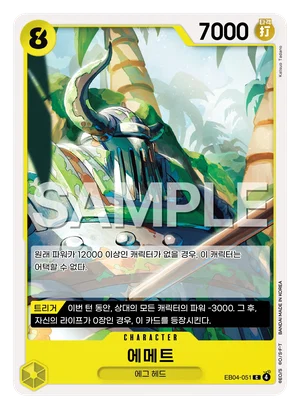 8
7000
타격
打
SAMPLE
원래 파워가 12000 이상인 캐릭터가 없을 경우, 이 캐릭터는
어택할 수 없다.
트리거 이번 턴 동안, 상대의 모든 캐릭터의 파워 -3000. 그 후,
자신의 라이프가 0장인 경우, 이 카드를 등장시킨다.
CHARACTER
에메트
에그 헤드
EB04-051
BANDAI MADE IN KOREA